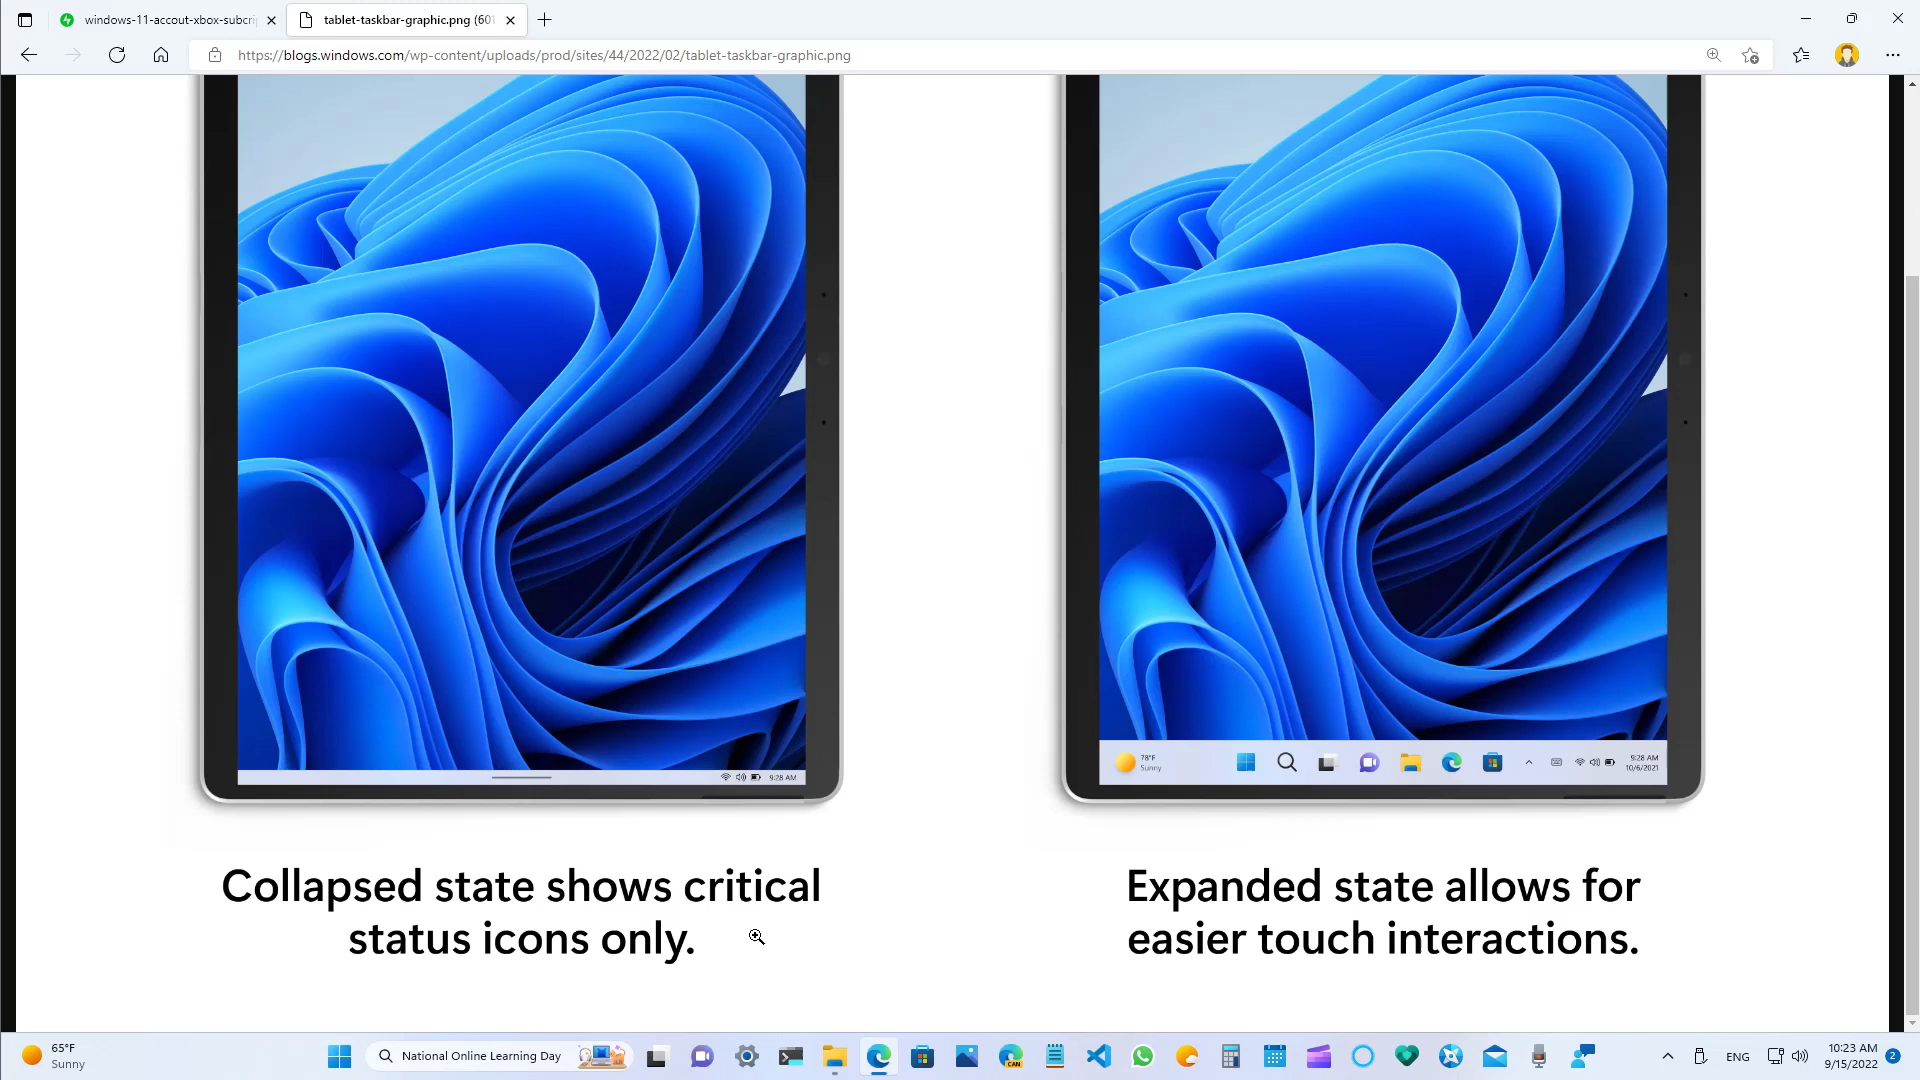 windows-11-accout-xbox-subcri
tablet-taskbar-graphic.png (601
https://blogs.windows.com/wp-content/uploads/prod/sites/44/2022/02/tablet-taskbar-graphic.png
9:28 AM
78°F
Sunny
9:28 AM
10/6/2021
Collapsed state shows critical
status icons only.
Expanded state allows for
easier touch interactions.
65°F
Sunny
National Online Learning Day
CAN
ENG
10:23 AM
9/15/2022
2